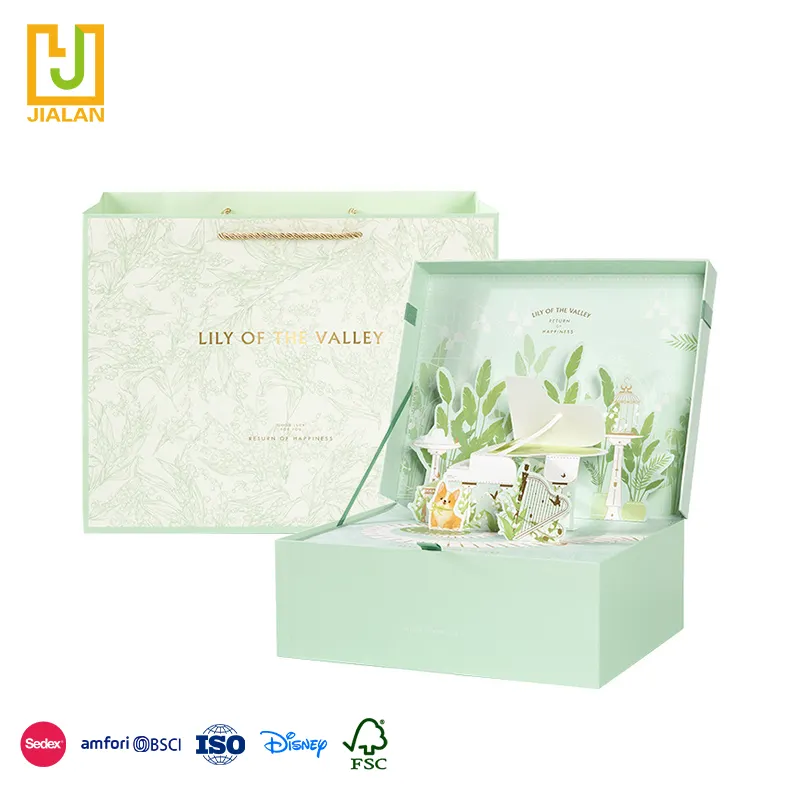 JIALAN
LILY OF THE VALLEY
RETURN OF HAPPINESS
LILY OF THE VALLEY
RETURN
OF
HAPPINESS
Sedex
amfori BSCI
ISO
Disney
FSC